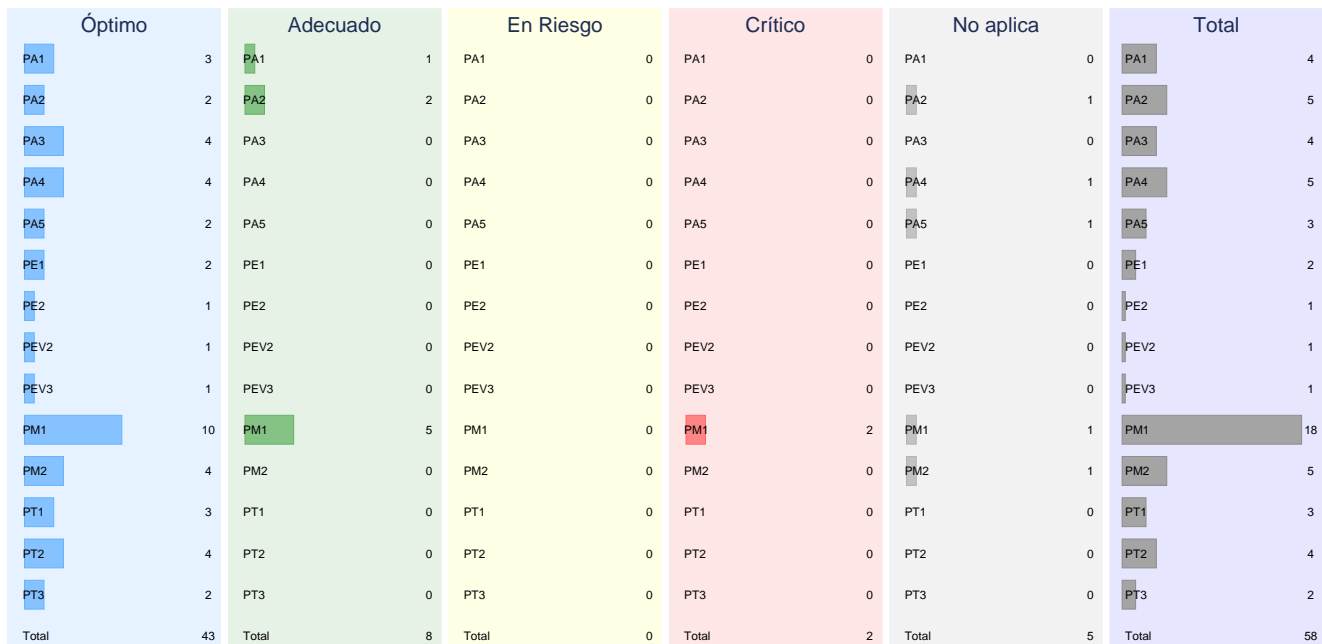 Óptimo Adecuado En Riesgo Crítico No aplica Total
PA1 3 PA1 1 PA1 0 PA1 0 PA1 0 PA1 4
PA2 2 PA2 2 PA2 0 PA2 0 PA2 1 PA2 5
PA3 4 PA3 0 PA3 0 PA3 0 PA3 0 PA3 4
PA4 4 PA4 0 PA4 0 PA4 0 PA4 1 PA4 5
PA5 2 PA5 0 PA5 0 PA5 0 PA5 1 PA5 3
PE1 2 PE1 0 PE1 0 PE1 0 PE1 0 PE1 2
PE2 1 PE2 0 PE2 0 PE2 0 PE2 0 PE2 1
PEV2 1 PEV2 0 PEV2 0 PEV2 0 PEV2 0 PEV2 1
PEV3 1 PEV3 0 PEV3 0 PEV3 0 PEV3 0 PEV3 1
PM1 10 PM1 5 PM1 0 PM1 2 PM1 1 PM1 18
PM2 4 PM2 0 PM2 0 PM2 0 PM2 1 PM2 5
PT1 3 PT1 0 PT1 0 PT1 0 PT1 0 PT1 3
PT2 4 PT2 0 PT2 0 PT2 0 PT2 0 PT2 4
PT3 2 PT3 0 PT3 0 PT3 0 PT3 0 PT3 2
Total 43 Total 8 Total 0 Total 2 Total 5 Total 58